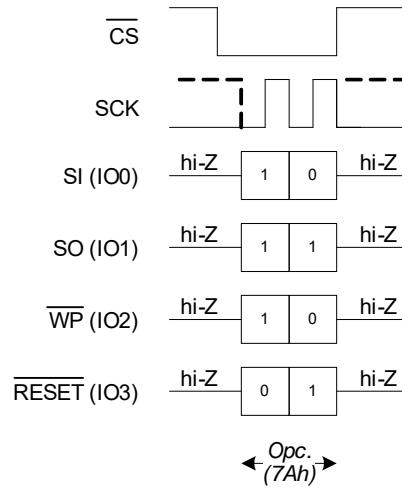 CS
SCK
SI (IO0) hi-Z 1 0 hi-Z
SO (IO1) hi-Z 1 1 hi-Z
WP (IO2) hi-Z 1 0 hi-Z
RESET (IO3) hi-Z 0 1 hi-Z
Opc.
(7Ah)